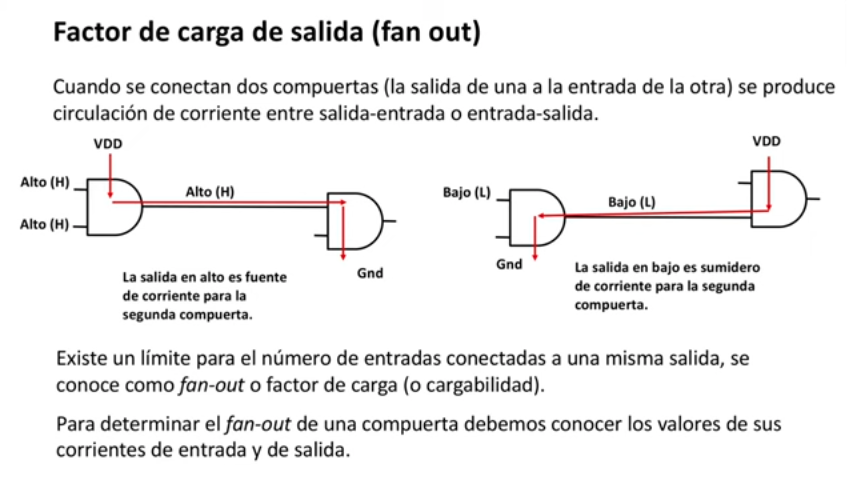 Factor de carga de salida (fan out)
Cuando se conectan dos compuertas (la salida de una a la entrada de la otra) se produce
circulación de corriente entre salida-entrada o entrada-salida.
VDD
Alto (H)
Alto (H)
Alto (H)
Gnd
La salida en alto es fuente
de corriente para la
segunda compuerta.
VDD
Bajo (L)
Bajo (L)
Gnd
La salida en bajo es sumidero
de corriente para la segunda
compuerta.
Existe un límite para el número de entradas conectadas a una misma salida, se
conoce como fan-out o factor de carga (o cargabilidad).
Para determinar el fan-out de una compuerta debemos conocer los valores de sus
corrientes de entrada y de salida.